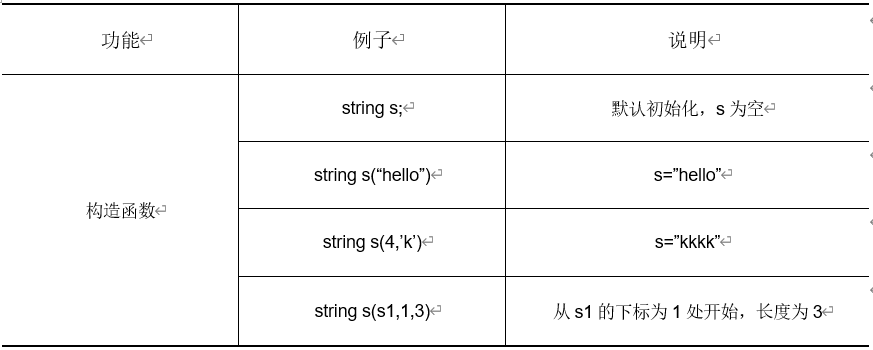 功能 例子 说明
string s; 默认初始化，s 为空
string s(“hello”) s=”hello”
构造函数
string s(4,’k’) s=”kkkk”
string s(s1,1,3) 从 s1 的下标为 1 处开始，长度为 3